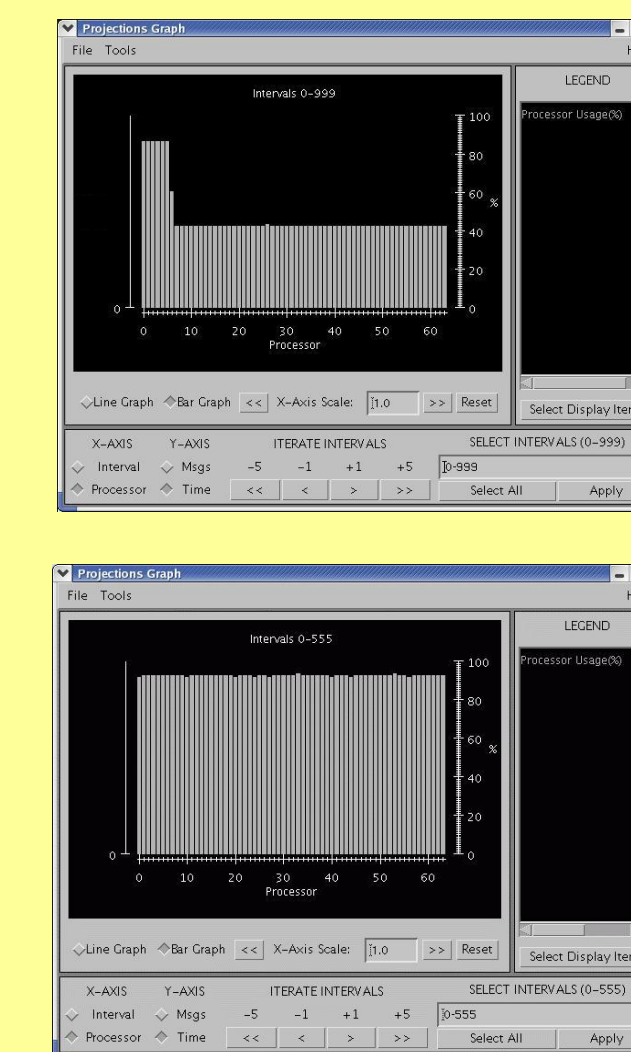 Projections Graph
File Tools
Intervals 0-999
100
80
60
%
40
20
0
0
0 10 20 30 40 50 60
Processor
LEGEND
Processor Usage(%)
Line Graph Bar Graph << X-Axis Scale: 1.0 >> Reset
Select Display Iter
X-AXIS Y-AXIS ITERATE INTERVALS SELECT INTERVALS (0-999)
Interval Msgs -5 -1 +1 +5 0-999
Processor Time << < > >> Select All Apply
Projections Graph
File Tools
Intervals 0-555
100
80
60
%
40
20
0
0
0 10 20 30 40 50 60
Processor
LEGEND
Processor Usage(%)
Line Graph Bar Graph << X-Axis Scale: 1.0 >> Reset
Select Display Iter
X-AXIS Y-AXIS ITERATE INTERVALS SELECT INTERVALS (0-555)
Interval Msgs -5 -1 +1 +5 0-555
Processor Time << < > >> Select All Apply